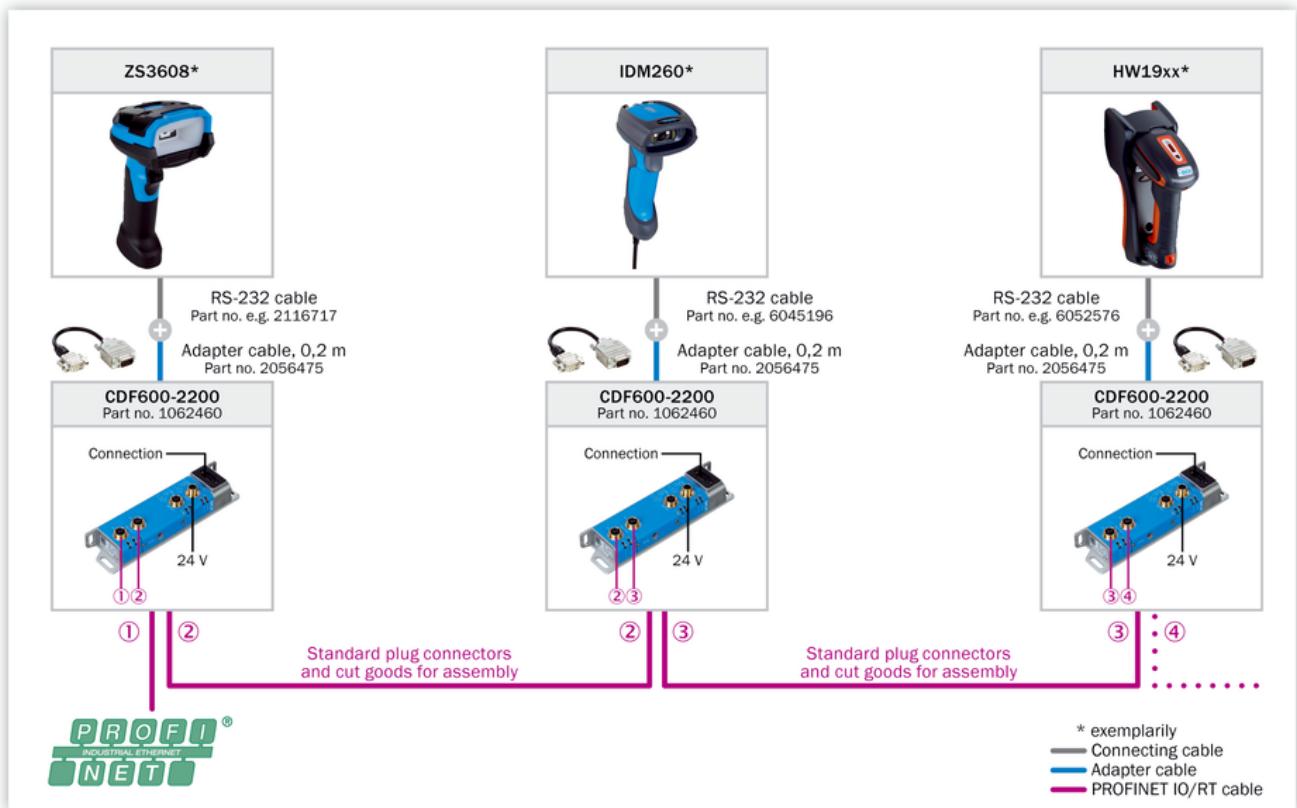 ZS3608*
IDM260*
HW19xx*
RS-232 cable
Part no. e.g. 2116717
Adapter cable, 0,2 m
Part no. 2056475
RS-232 cable
Part no. e.g. 6045196
Adapter cable, 0,2 m
Part no. 2056475
RS-232 cable
Part no. e.g. 6052576
Adapter cable, 0,2 m
Part no. 2056475
CDF600-2200
Part no. 1062460
Connection
24 V
①②
CDF600-2200
Part no. 1062460
Connection
24 V
②③
CDF600-2200
Part no. 1062460
Connection
24 V
③④
① ②
② ③
③ ④
Standard plug connectors
and cut goods for assembly
Standard plug connectors
and cut goods for assembly
PROFI®
INDUSTRIAL ETHERNET
NET
* exemplarily
Connecting cable
Adapter cable
PROFINET IO/RT cable